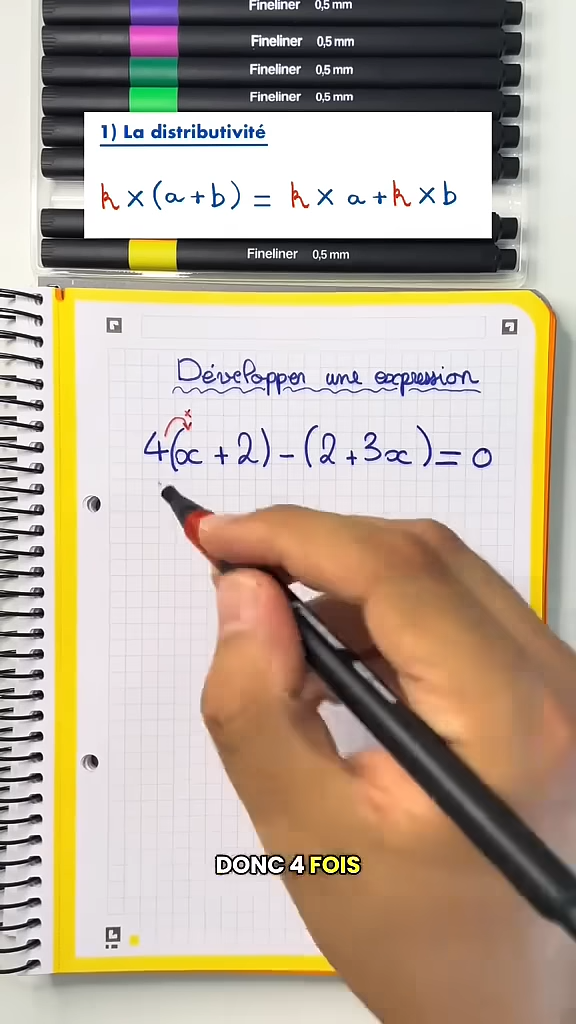 Fineliner 0,5 mm
Fineliner 0,5 mm
Fineliner 0,5 mm
Fineliner 0,5 mm
1) La distributivité
k × (a + b) = k × a + k × b
Fineliner 0,5 mm
Développer une expression
×
4(x + 2) - (2 + 3x) = 0
DONC 4 FOIS